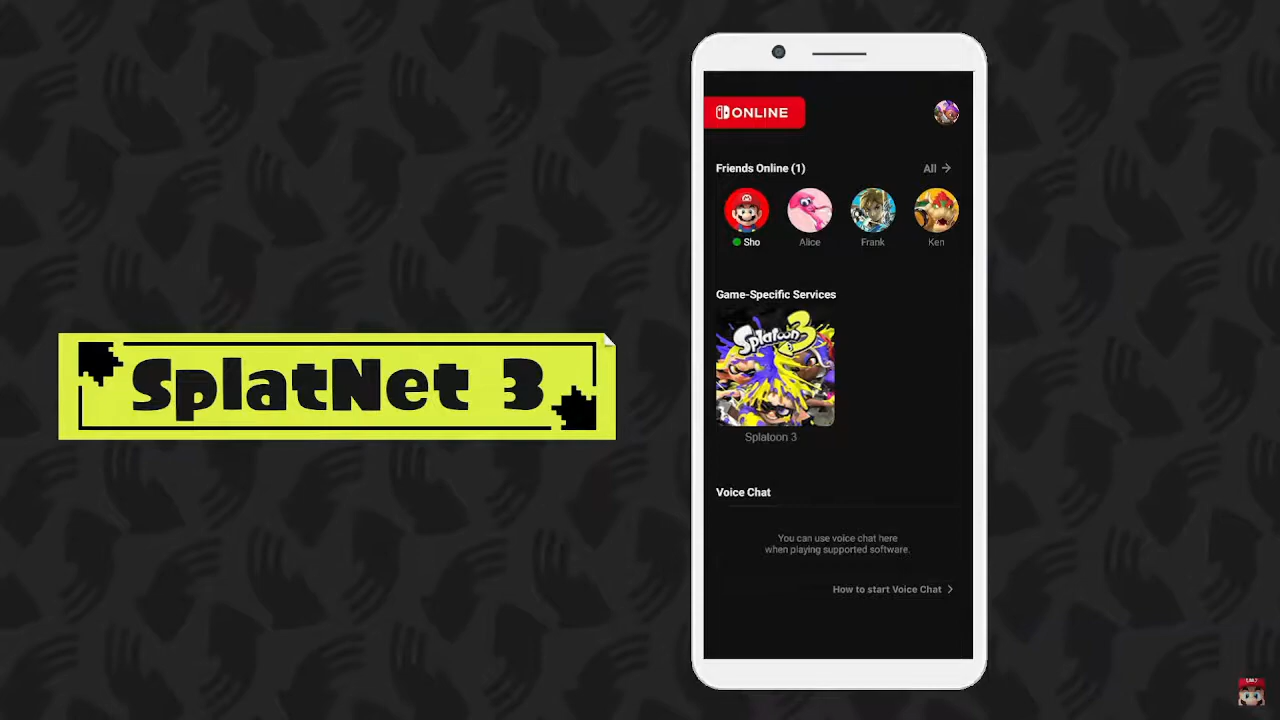 SplatNet 3
ONLINE
Friends Online (1)
All
Sho
Alice
Frank
Ken
Game-Specific Services
Splatoon 3
Splatoon 3
Voice Chat
You can use voice chat here
when playing supported software.
How to start Voice Chat